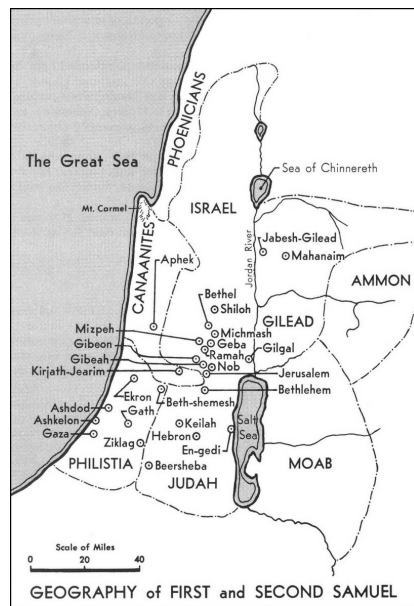 PHOENICIANS
The Great Sea
Sea of Chinnereth
ISRAEL
Mt. Carmel
CANAANITES
Jordan River
Jabesh-Gilead
Mahanaim
Aphek
AMMON
Bethel
Shiloh
GILEAD
Mizpeh
Michmash
Gibeon
Geba
Ramah
Gilgal
Gibeah
Nob
Kirjath-Jearim
Jerusalem
Bethlehem
Ekron
Beth-shemesh
Ashdod
Gath
Ashkelon
Keilah
Salt
Sea
Gaza
Hebron
Ziklag
En-gedi
PHILISTIA
Beersheba
MOAB
JUDAH
Scale of Miles
0 20 40
GEOGRAPHY of FIRST and SECOND SAMUEL